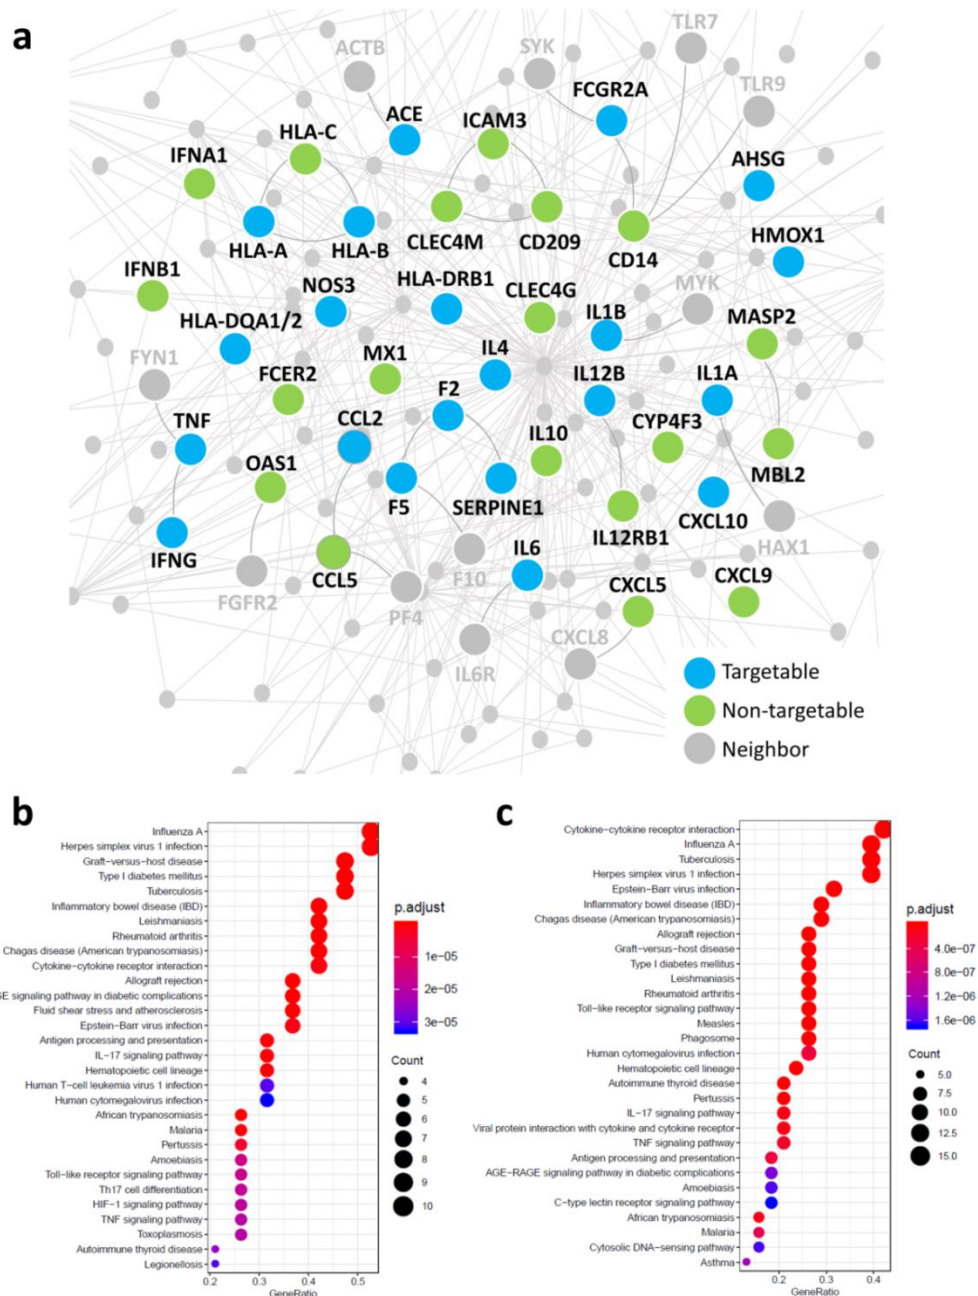 a
TLR7
ACTB
SYK
TLR9
FCGR2A
ACE
ICAM3
HLA-C
IFNA1
AHSG
HLA-A
HLA-B
CLEC4M
CD209
CD14
HMOX1
IFNB1
NOS3
HLA-DRB1
CLEC4G
MYK
HLA-DQA1/2
IL1B
MASP2
FYN1
MX1
IL4
FCER2
IL12B
IL1A
F2
TNF
CCL2
CYP4F3
IL10
OAS1
MBL2
F5
SERPINE1
CXCL10
IL12RB1
HAX1
IFNG
IL6
CCL5
F10
CXCL5
CXCL9
FGFR2
PF4
CXCL8
IL6R
Targetable
Non-targetable
Neighbor
b
Influenza A
Herpes simplex virus 1 infection
Graft−versus−host disease
Type I diabetes mellitus
Tuberculosis
Inflammatory bowel disease (IBD)
Leishmaniasis
Rheumatoid arthritis
Chagas disease (American trypanosomiasis)
Cytokine−cytokine receptor interaction
Allograft rejection
GE signaling pathway in diabetic complications
Fluid shear stress and atherosclerosis
Epstein−Barr virus infection
Antigen processing and presentation
IL−17 signaling pathway
Hematopoietic cell lineage
Human T−cell leukemia virus 1 infection
Human cytomegalovirus infection
African trypanosomiasis
Malaria
Pertussis
Amoebiasis
Toll−like receptor signaling pathway
Th17 cell differentiation
HIF−1 signaling pathway
TNF signaling pathway
Toxoplasmosis
Autoimmune thyroid disease
Legionellosis
0.2 0.3 0.4 0.5
GeneRatio
p.adjust
1e−05
2e−05
3e−05
Count
4
5
6
7
8
9
10
c
Cytokine−cytokine receptor interaction
Influenza A
Tuberculosis
Herpes simplex virus 1 infection
Epstein−Barr virus infection
Inflammatory bowel disease (IBD)
Chagas disease (American trypanosomiasis)
Allograft rejection
Graft−versus−host disease
Type I diabetes mellitus
Leishmaniasis
Rheumatoid arthritis
Toll−like receptor signaling pathway
Measles
Phagosome
Human cytomegalovirus infection
Hematopoietic cell lineage
Autoimmune thyroid disease
Pertussis
IL−17 signaling pathway
Viral protein interaction with cytokine and cytokine receptor
TNF signaling pathway
Antigen processing and presentation
AGE−RAGE signaling pathway in diabetic complications
Amoebiasis
C−type lectin receptor signaling pathway
African trypanosomiasis
Malaria
Cytosolic DNA−sensing pathway
Asthma
0.2 0.3 0.4
GeneRatio
p.adjust
4.0e−07
8.0e−07
1.2e−06
1.6e−06
Count
5.0
7.5
10.0
12.5
15.0